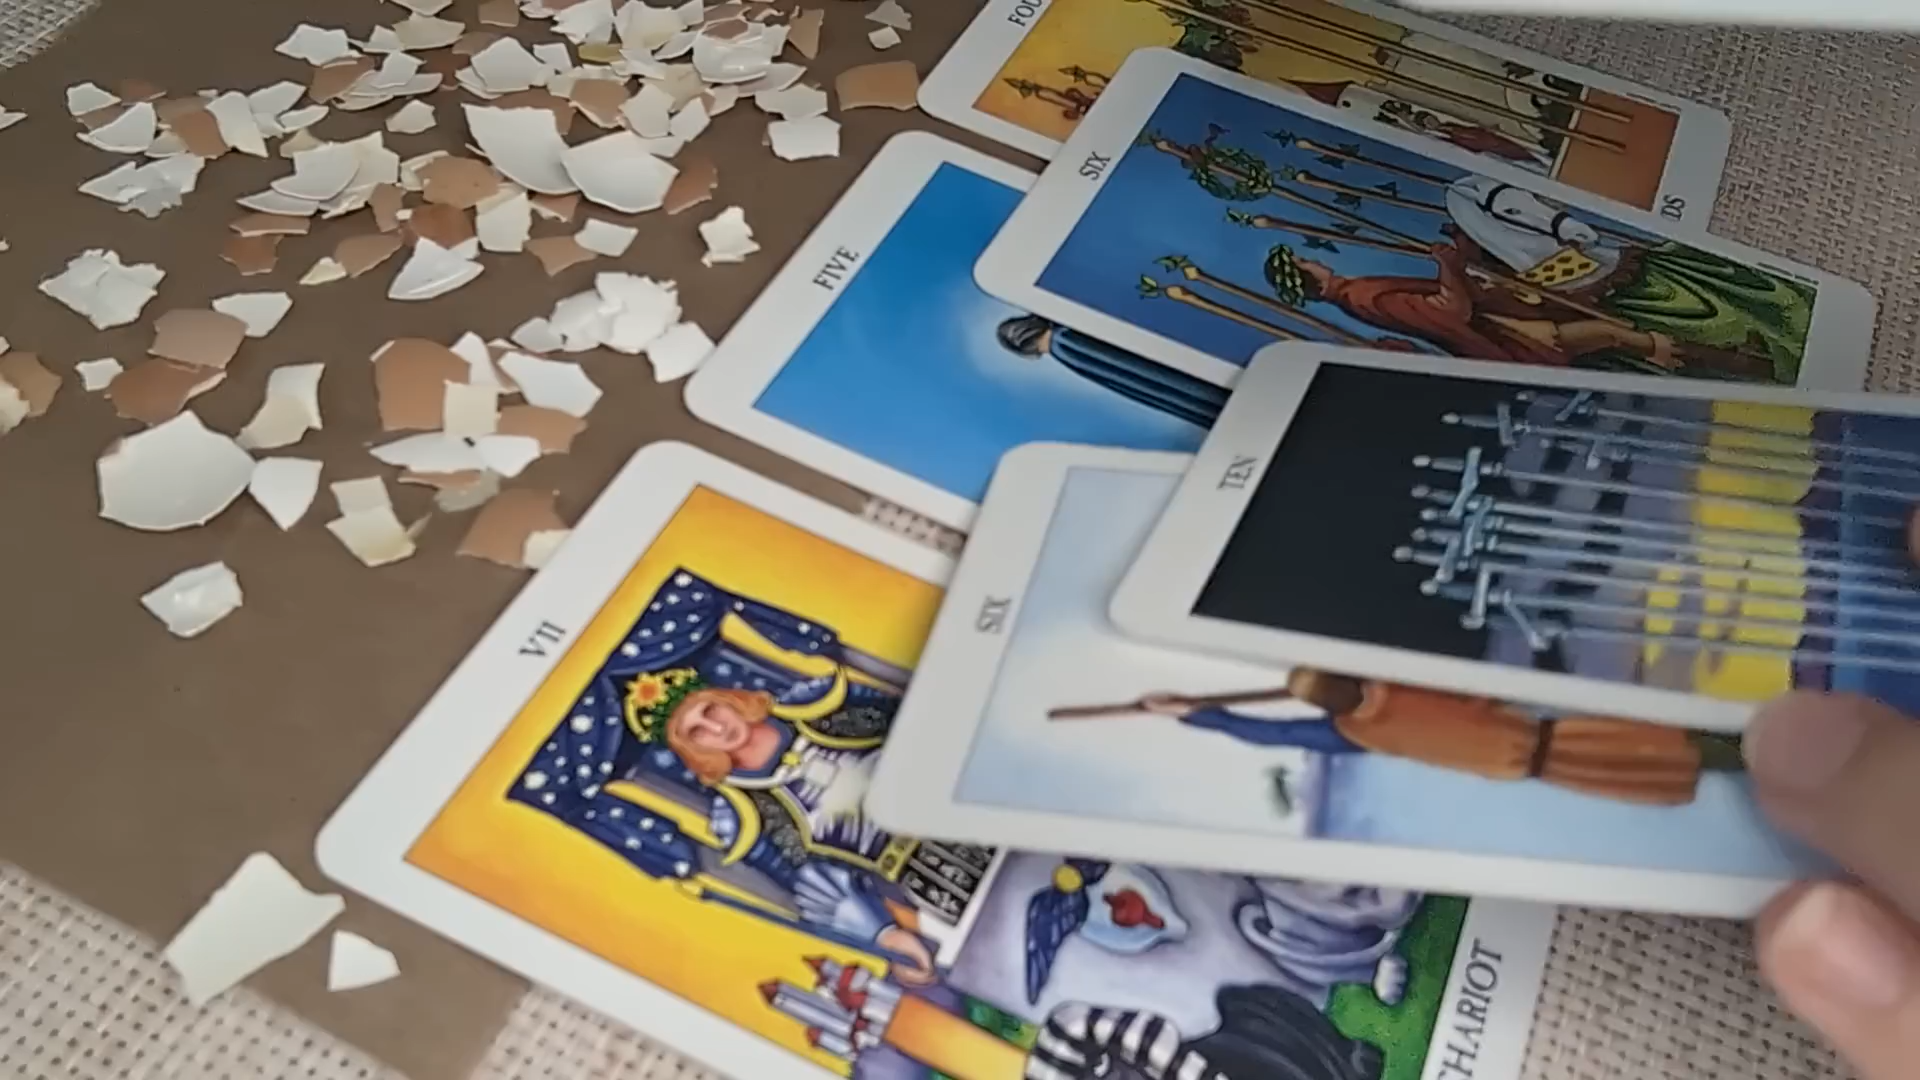 FOU
DS
SIX
FIVE
TEN
SIX
VII
CHARIOT